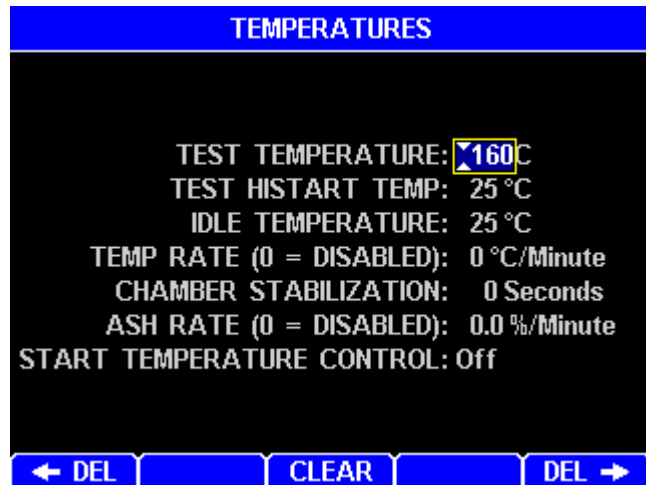 TEMPERATURES
TEST TEMPERATURE: 160C
TEST HISTART TEMP: 25 °C
IDLE TEMPERATURE: 25 °C
TEMP RATE (0 = DISABLED): 0 °C/Minute
CHAMBER STABILIZATION: 0 Seconds
ASH RATE (0 = DISABLED): 0.0 %/Minute
START TEMPERATURE CONTROL: Off
← DEL CLEAR DEL →